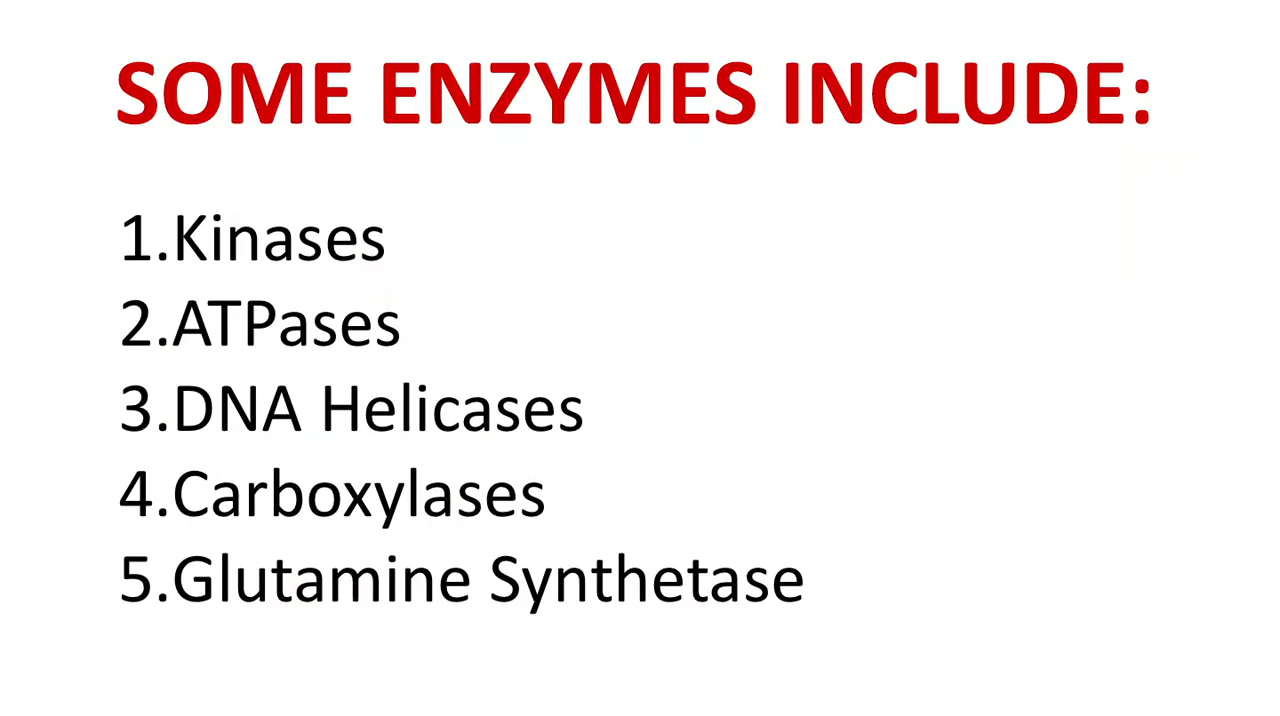 SOME ENZYMES INCLUDE:
1.Kinases
2.ATPases
3.DNA Helicases
4.Carboxylases
5.Glutamine Synthetase